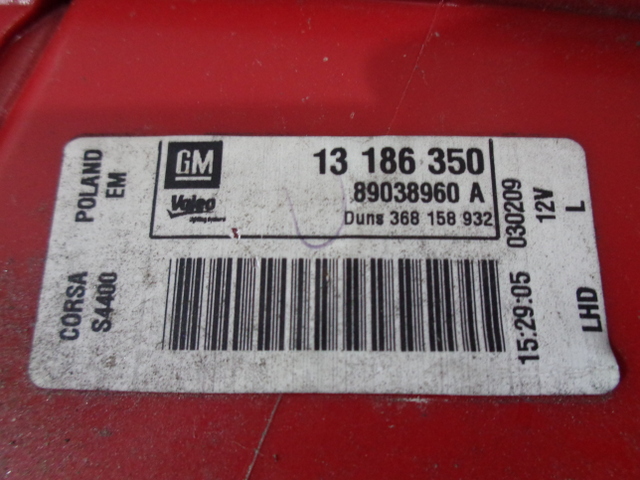 GM
13 186 350
Valeo
89038960 A
Duns 368 158 932
POLAND
EM
CORSA
S4400
030209
15:29:05
12V
L
LHD